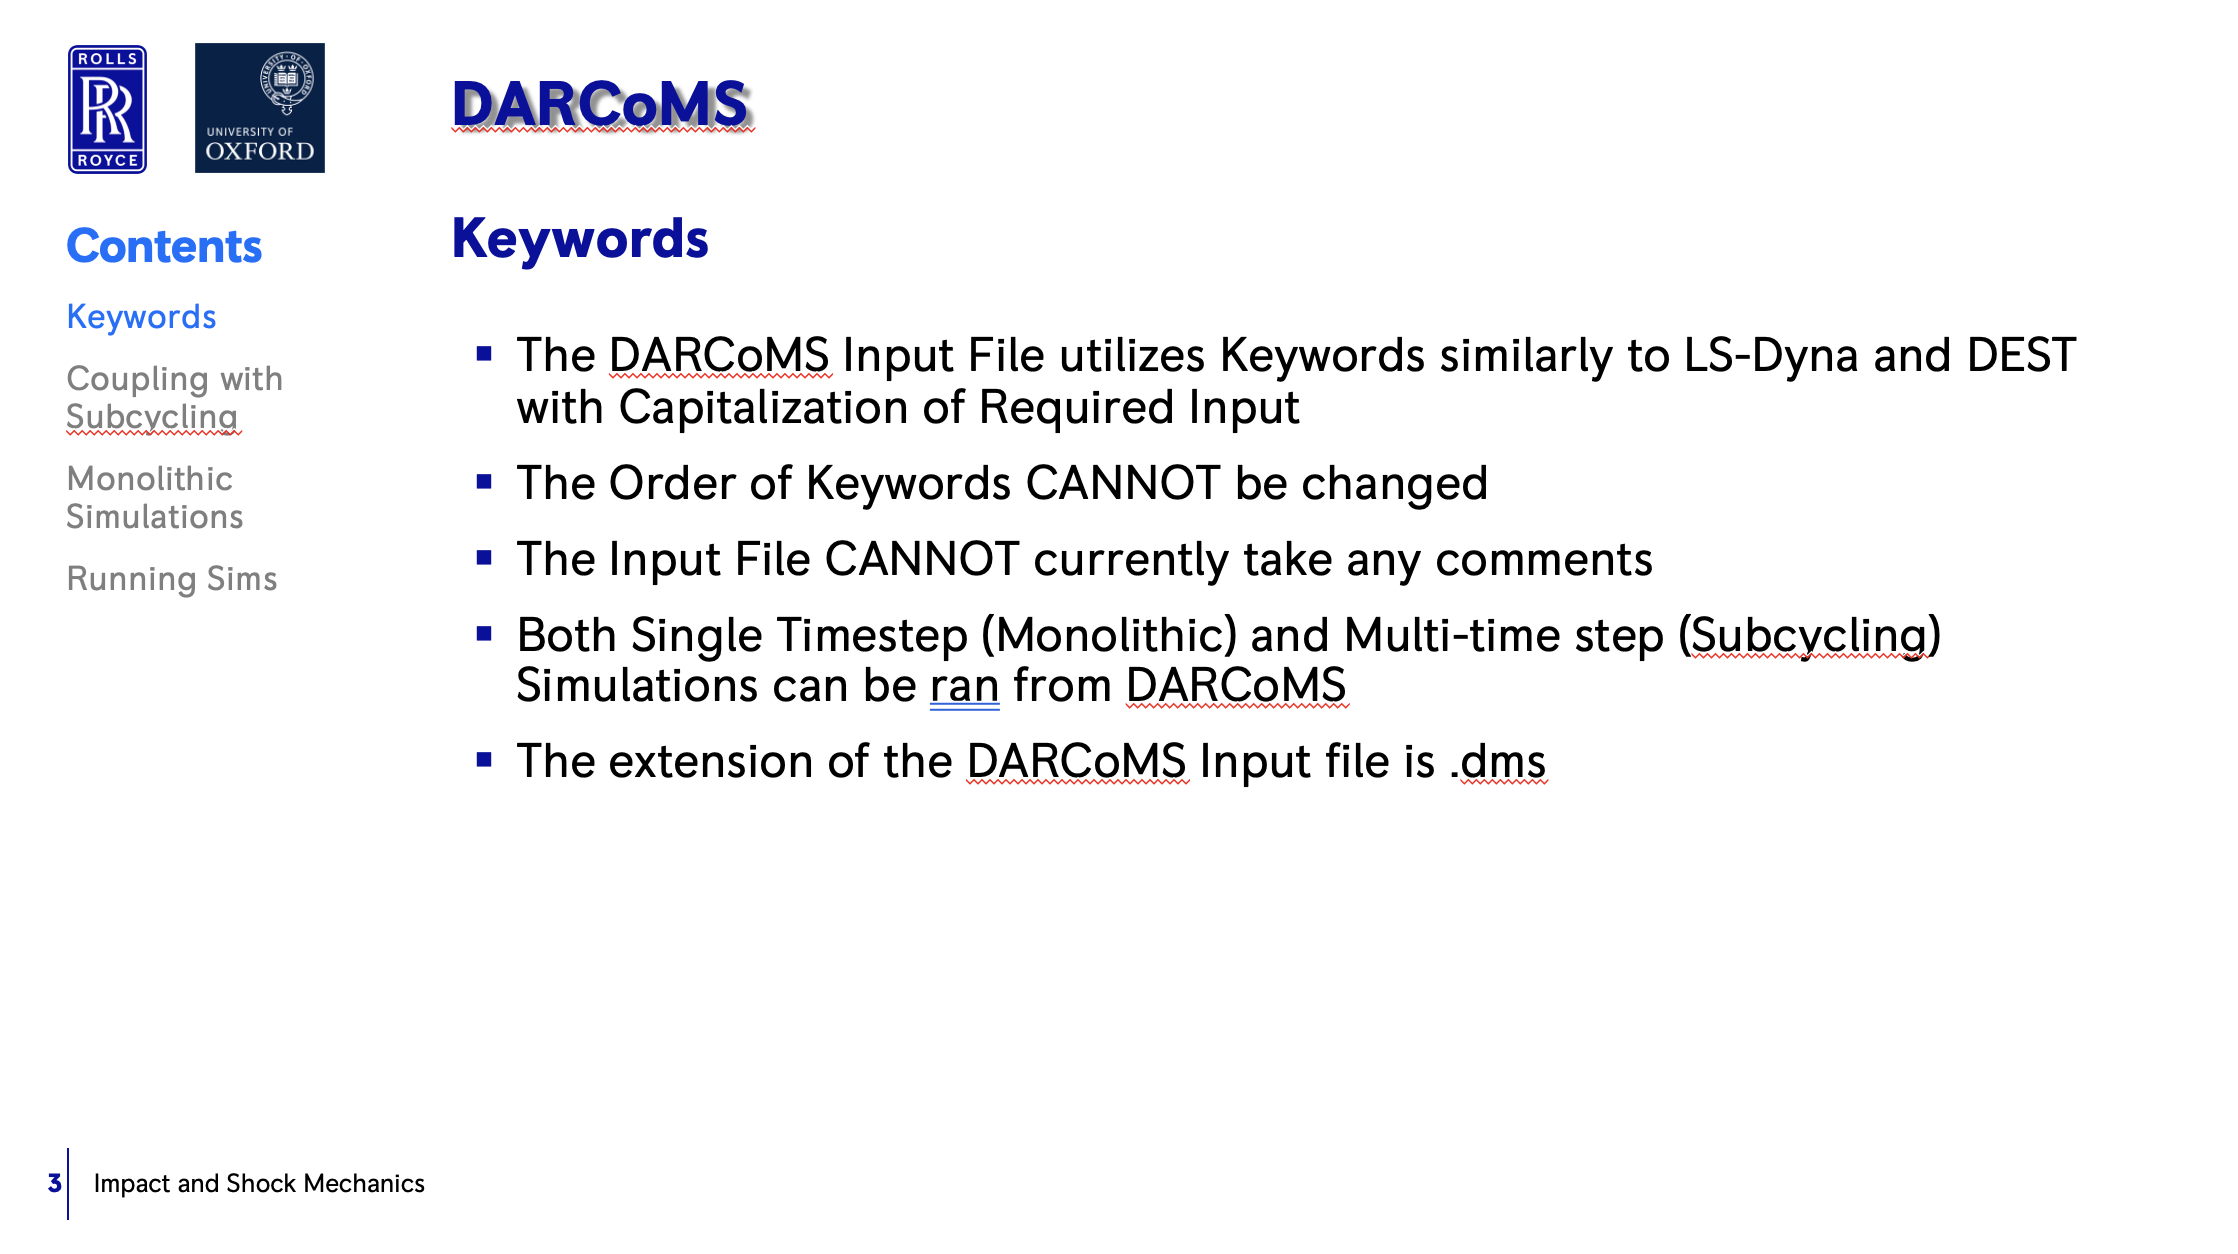 ROLLS
RR
ROYCE
UNIVERSITY OF OXFORD
UNIVERSITY OF
OXFORD
DARCoMS
Contents
Keywords
Coupling with
Subcycling
Monolithic
Simulations
Running Sims
Keywords
▪ The DARCoMS Input File utilizes Keywords similarly to LS-Dyna and DEST
with Capitalization of Required Input
▪ The Order of Keywords CANNOT be changed
▪ The Input File CANNOT currently take any comments
▪ Both Single Timestep (Monolithic) and Multi-time step (Subcycling)
Simulations can be ran from DARCoMS
▪ The extension of the DARCoMS Input file is .dms
3
Impact and Shock Mechanics